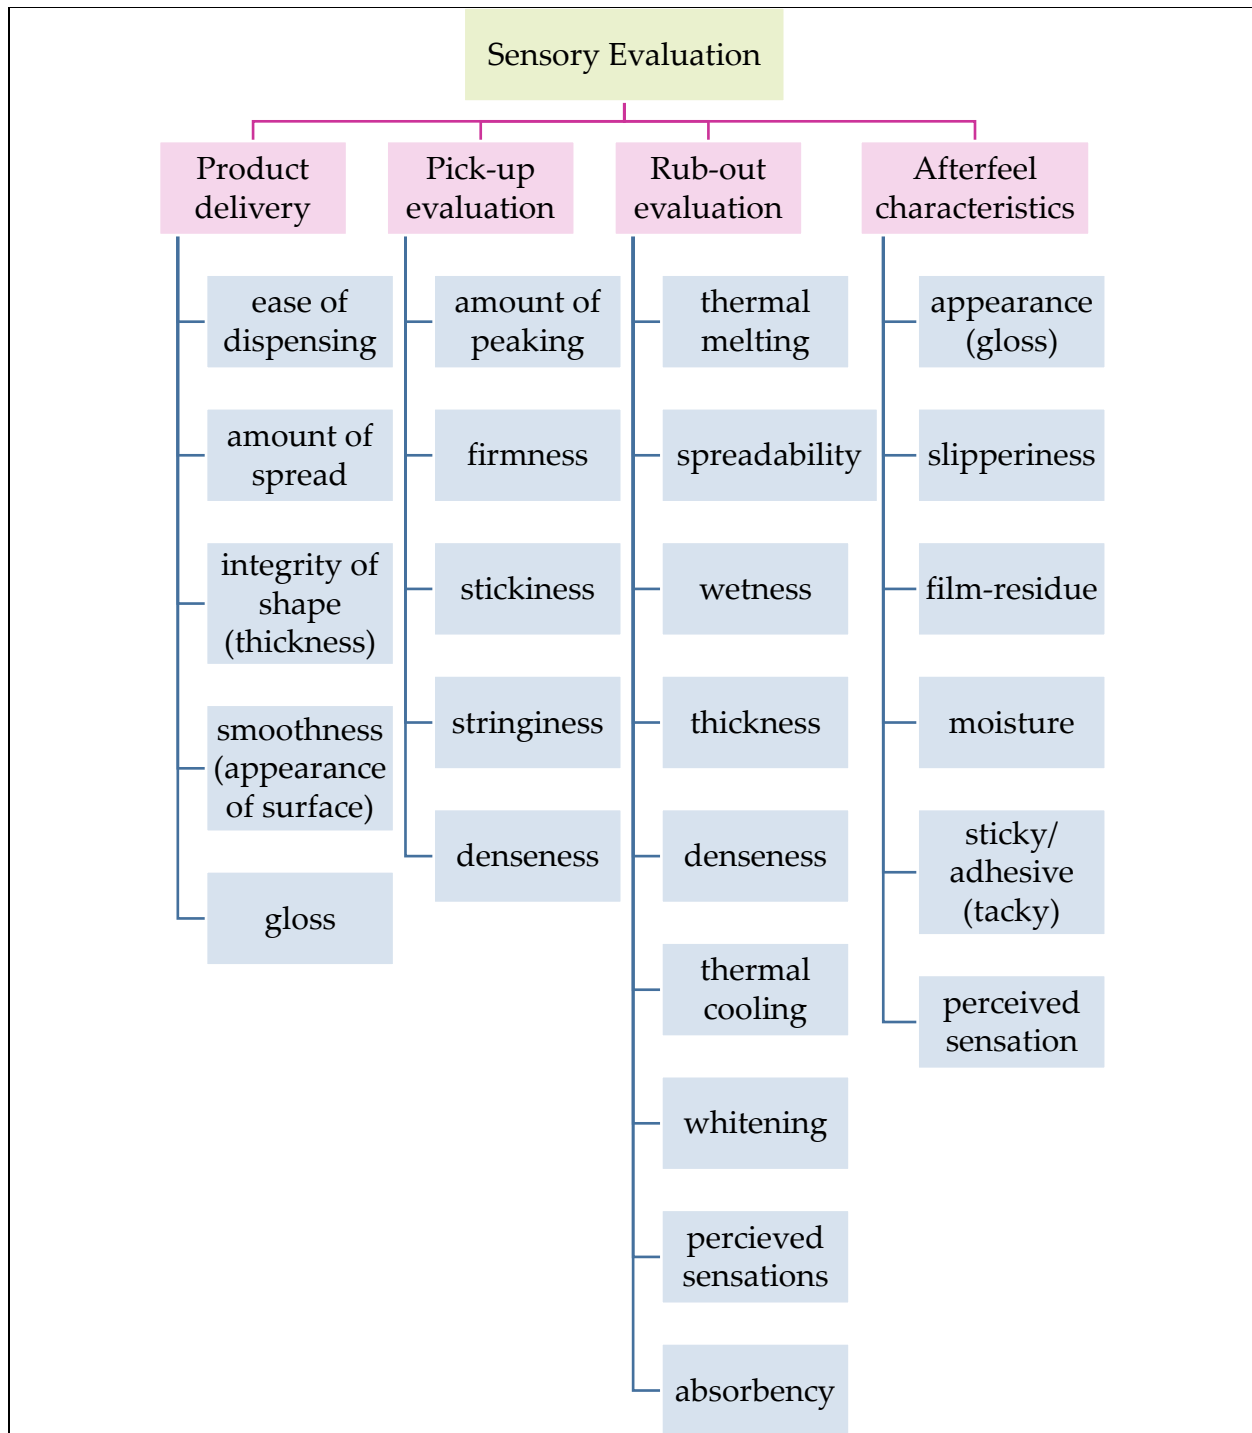 Sensory Evaluation
Product
delivery
ease of
dispensing
amount of
spread
integrity of
shape
(thickness)
smoothness
(appearance
of surface)
gloss
Pick-up
evaluation
amount of
peaking
firmness
stickiness
stringiness
denseness
Rub-out
evaluation
thermal
melting
spreadability
wetness
thickness
denseness
thermal
cooling
whitening
percieved
sensations
absorbency
Afterfeel
characteristics
appearance
(gloss)
slipperiness
film-residue
moisture
sticky/
adhesive
(tacky)
perceived
sensation